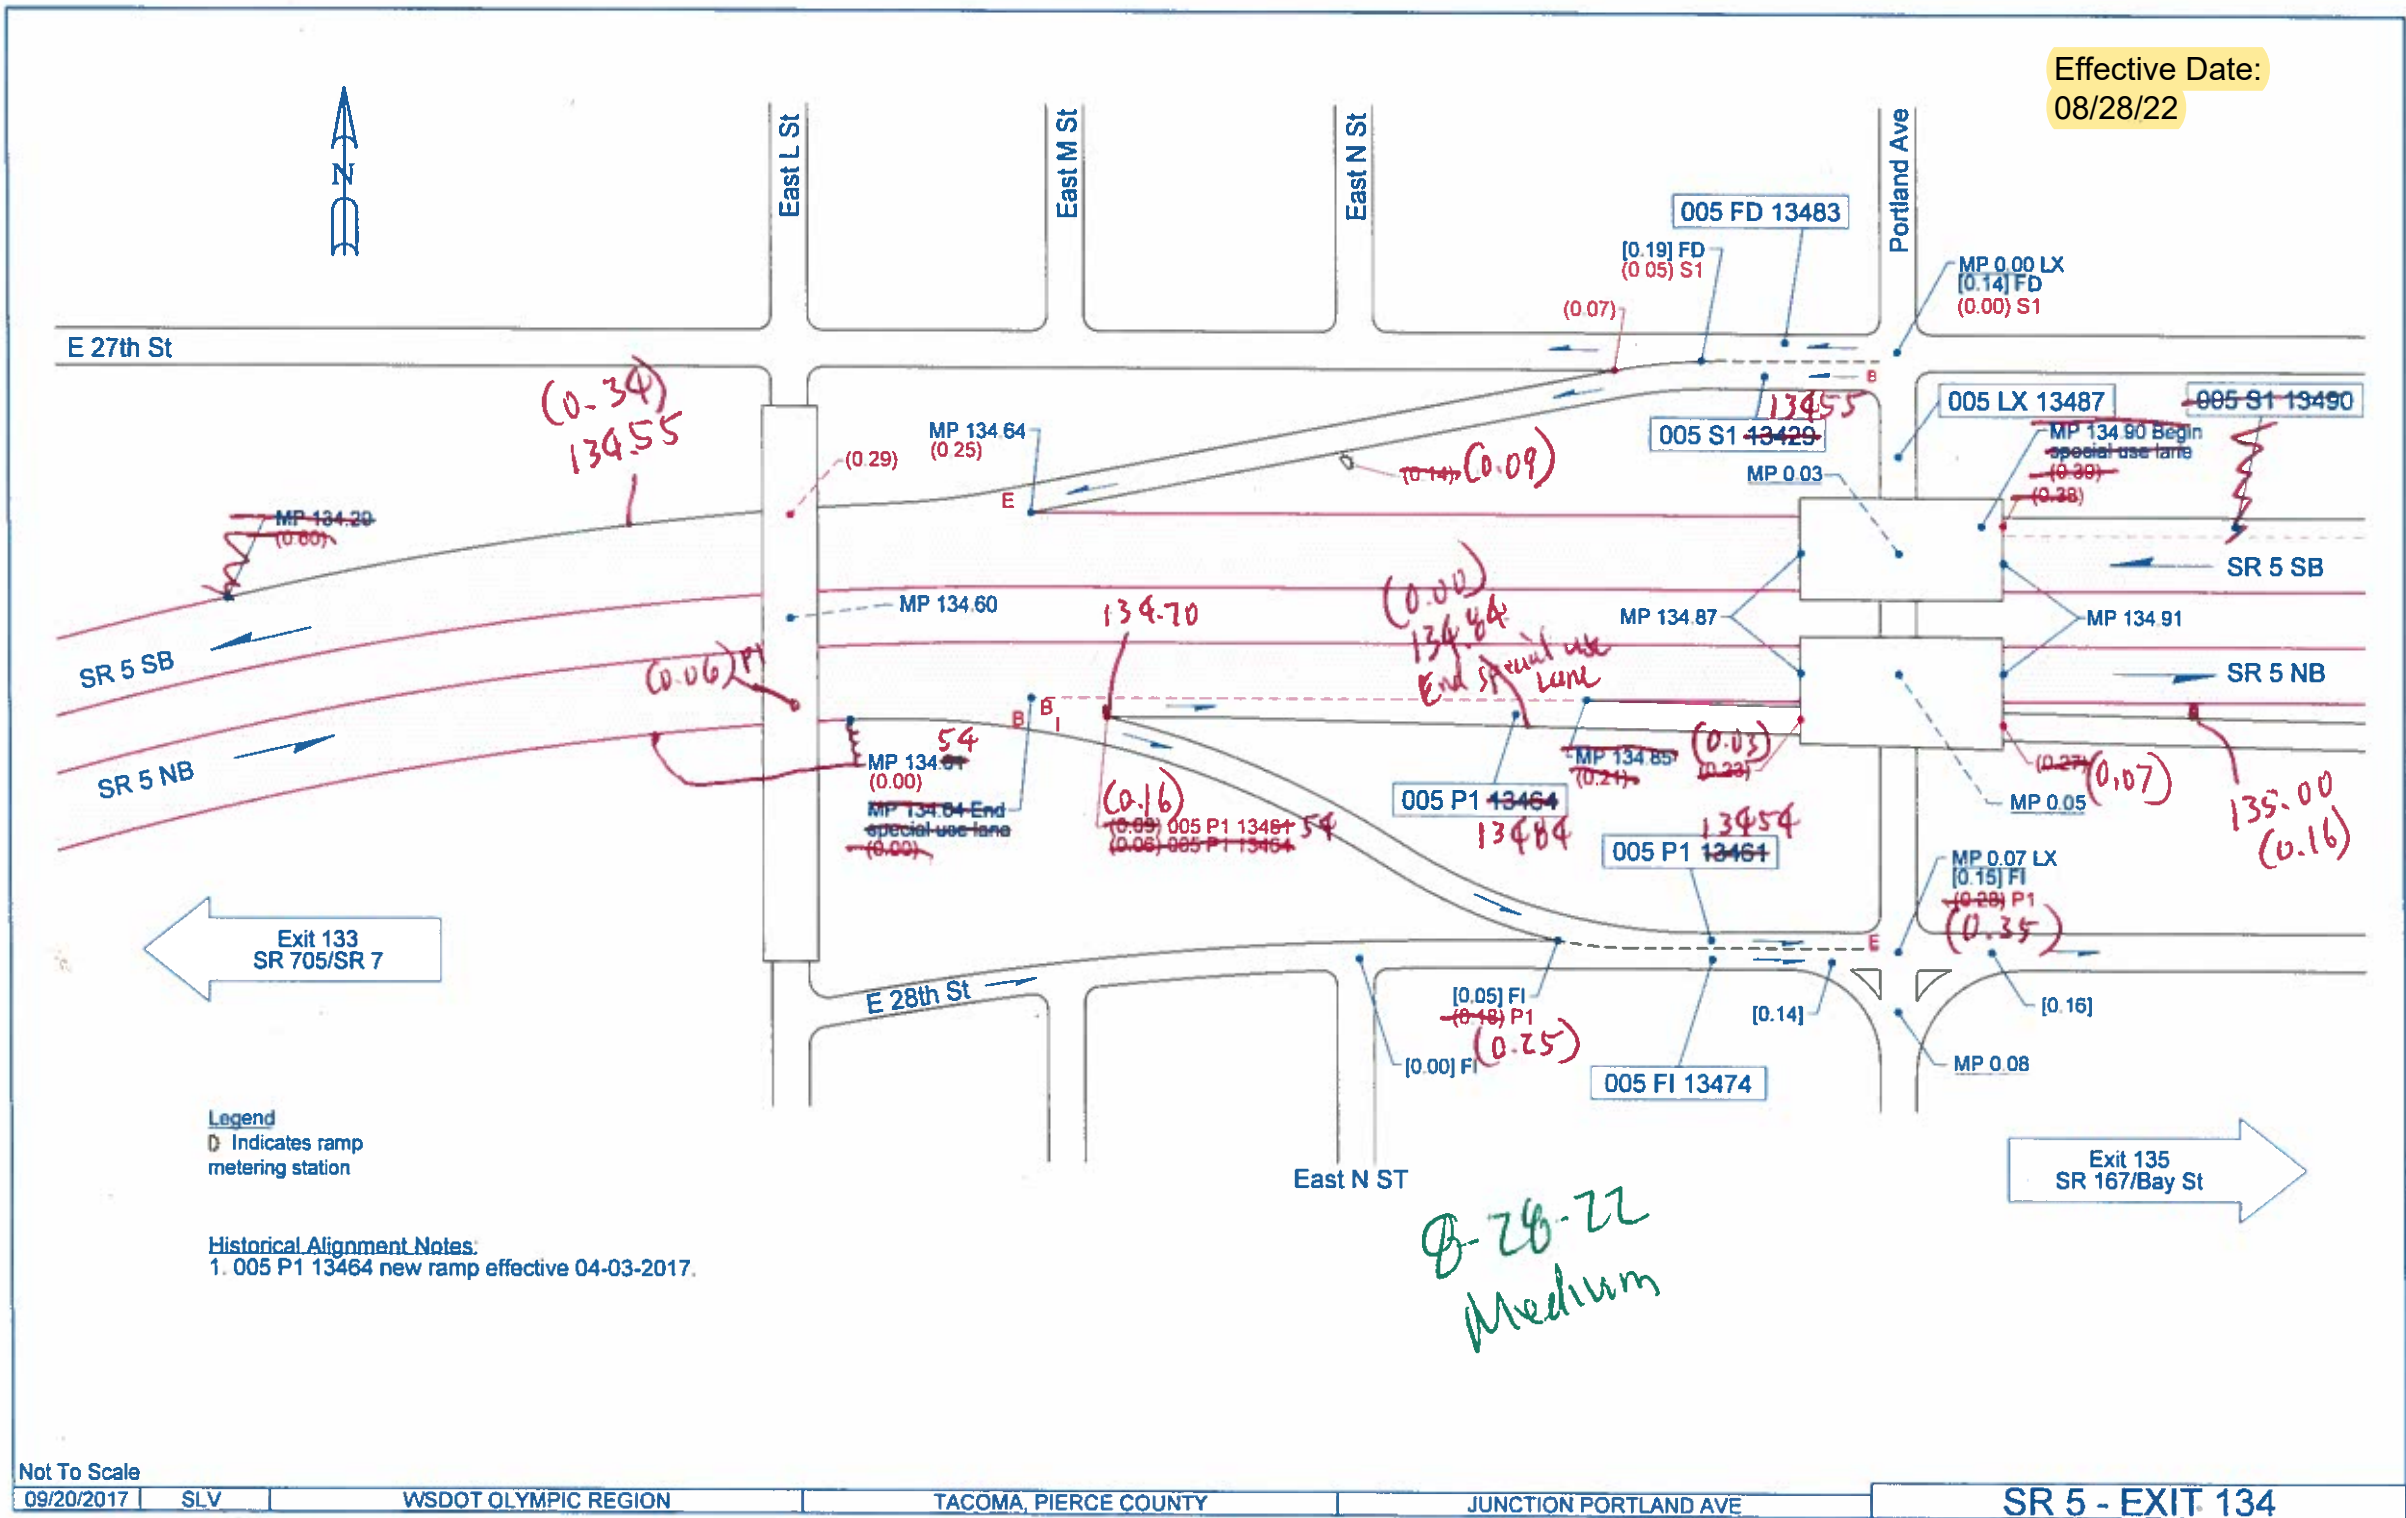 Effective Date:
08/28/22
N
East L St
East M St
East N St
Portland Ave
005 FD 13483
[0.19] FD
(0 05) S1
(0.07)
MP 0.00 LX
[0.14] FD
(0.00) S1
E 27th St
(0.34)
134.55
MP 134.64
(0 25)
(0.29)
E
B
13455
005 S1 13429
005 LX 13487
005 S1 13490
MP 134.90 Begin
special use lane
(0.39)
(0.38)
MP 0.03
(0.14) (0.09)
MP 134.29
(0.60)
SR 5 SB
MP 134.60
134.70
(0.00)
134.84
End special use
Lane
MP 134.87
MP 134.91
SR 5 SB
(0.06) P1
SR 5 NB
SR 5 NB
B
B
I
54
MP 134.61
(0.00)
MP 134.64 End
special use lane
(0.00)
(0.16)
(0.09) 005 P1 13461 54
(0.06) 005 P1 13464
MP 134.85
(0.21)
(0.03)
(0.23)
(0.27) (0.07)
MP 0.05
135.00
(0.16)
005 P1 13464
13484
13454
005 P1 13461
MP 0.07 LX
[0.15] FI
(0.28) P1
(0.35)
E
Exit 133
SR 705/SR 7
E 28th St
[0.05] FI
(0.18) P1
(0.25)
[0.00] FI
[0.14]
[0.16]
MP 0.08
005 FI 13474
Legend
D Indicates ramp
metering station
East N ST
Exit 135
SR 167/Bay St
Historical Alignment Notes:
1. 005 P1 13464 new ramp effective 04-03-2017.
8-28-22
Medium
Not To Scale
09/20/2017
SLV
WSDOT OLYMPIC REGION
TACOMA, PIERCE COUNTY
JUNCTION PORTLAND AVE
SR 5 - EXIT 134